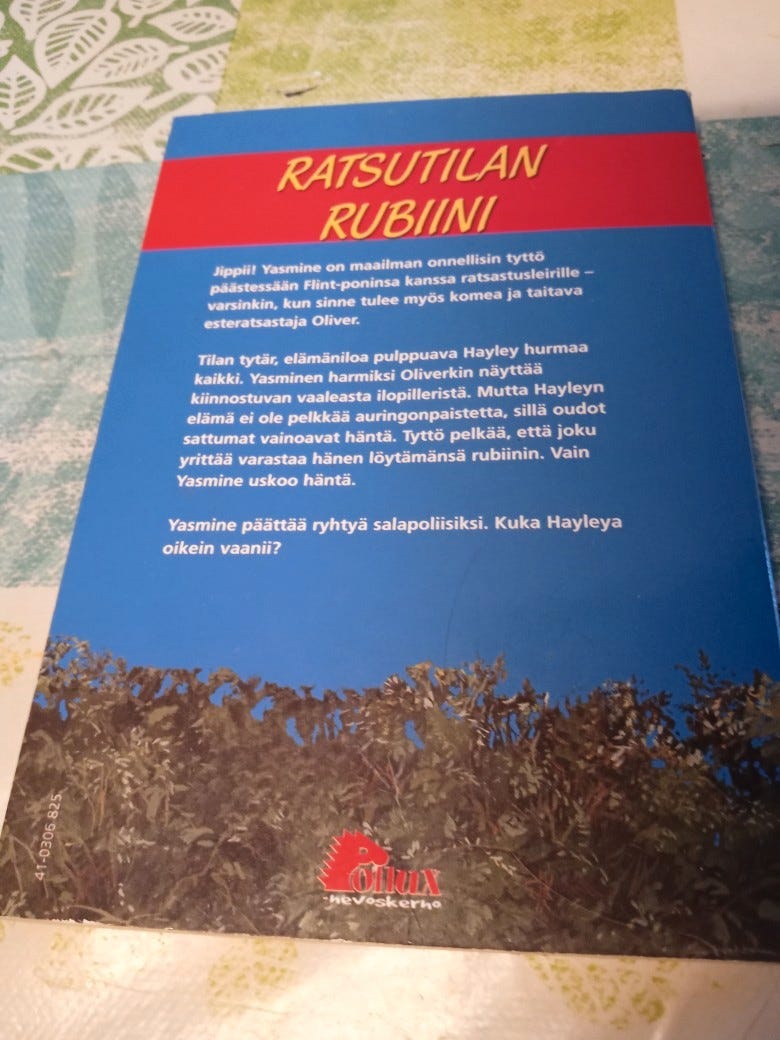 RATSUTILAN
RUBIINI
Jippii! Yasmine on maailman onnellisin tyttö
päästessään Flint-poninsa kanssa ratsastusleirille –
varsinkin, kun sinne tulee myös komea ja taitava
esteratsastaja Oliver.
Tilan tytär, elämäniloa pulppuava Hayley hurmaa
kaikki. Yasminen harmiksi Oliverkin näyttää
kiinnostuvan vaaleasta ilopilleristä. Mutta Hayleyn
elämä ei ole pelkkää auringonpaistetta, sillä oudot
sattumat vainoavat häntä. Tyttö pelkää, että joku
yrittää varastaa hänen löytämänsä rubiinin. Vain
Yasmine uskoo häntä.
Yasmine päättää ryhtyä salapoliisiksi. Kuka Hayleya
oikein vaanii?
41-0306 825
Pollux
-hevoskerho